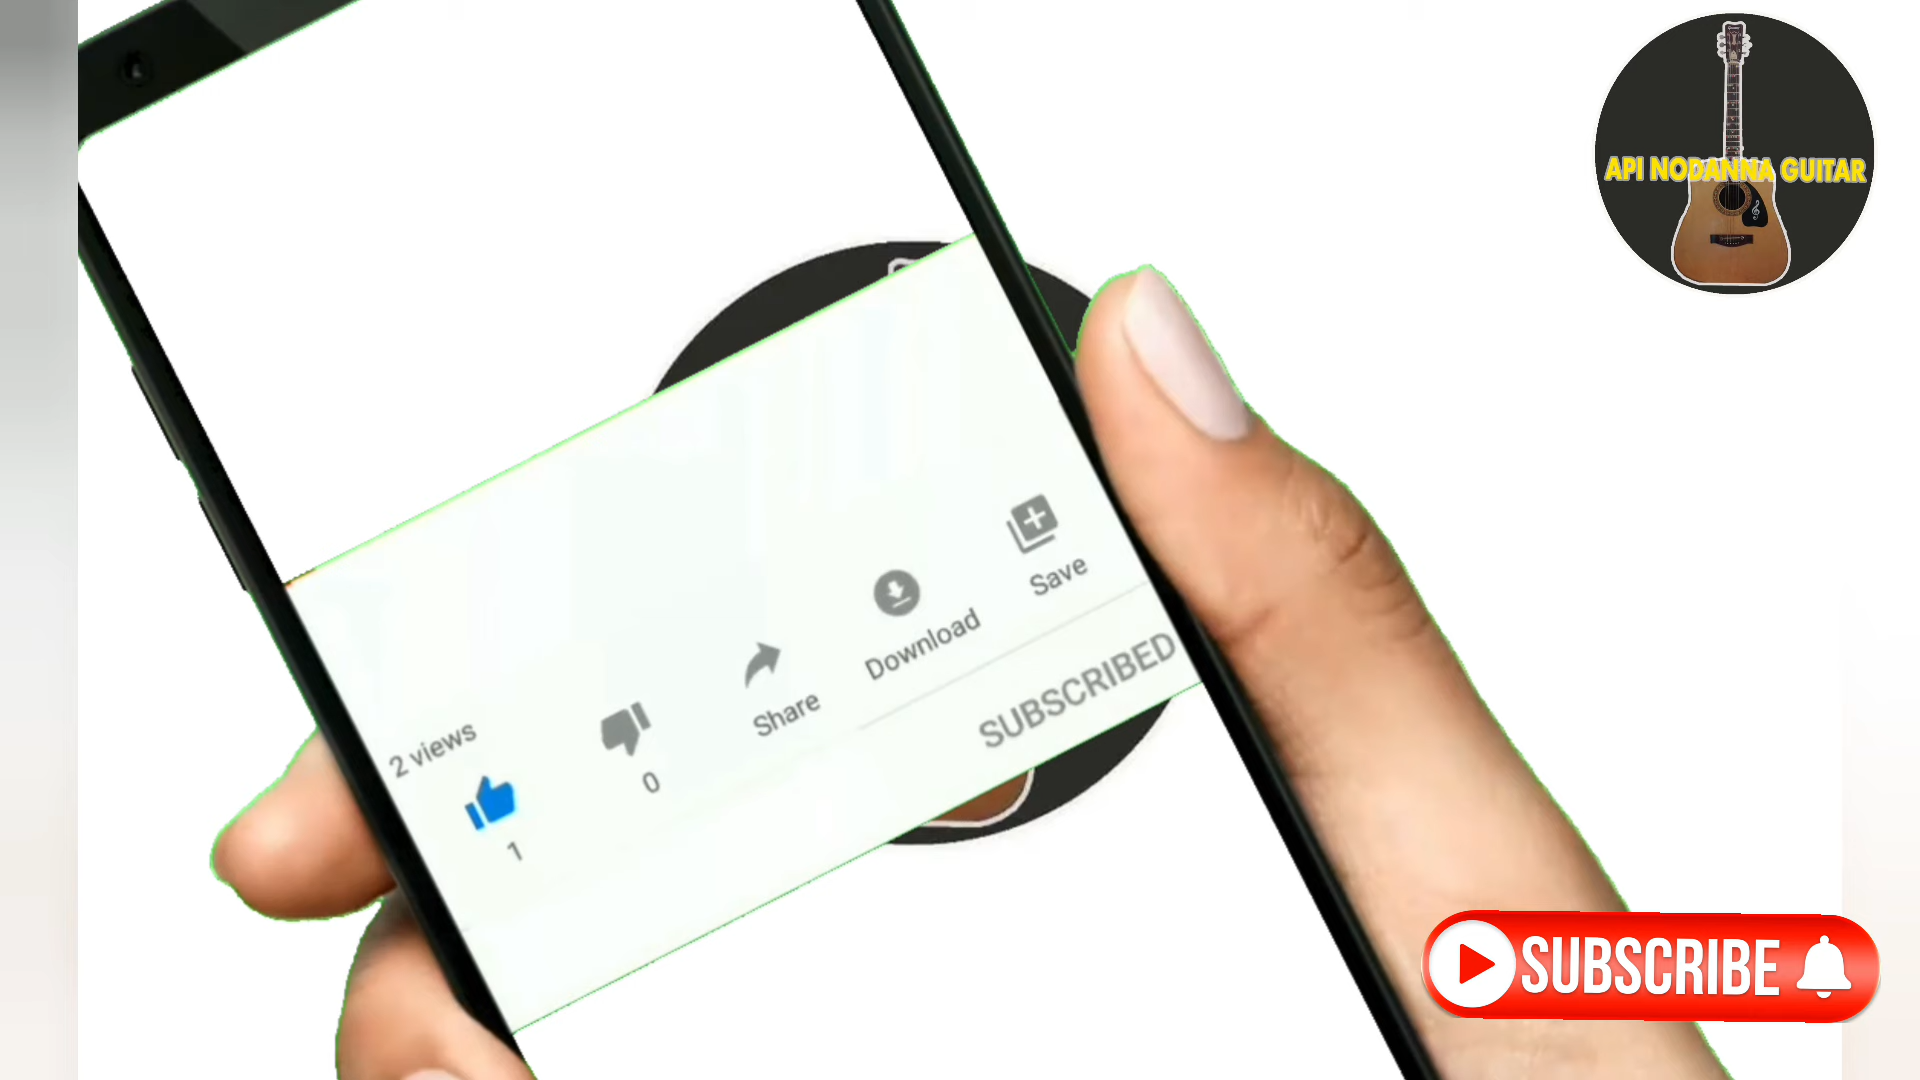 API NODANNA GUITAR
2 views
1
0
Share
Download
Save
SUBSCRIBED
SUBSCRIBE